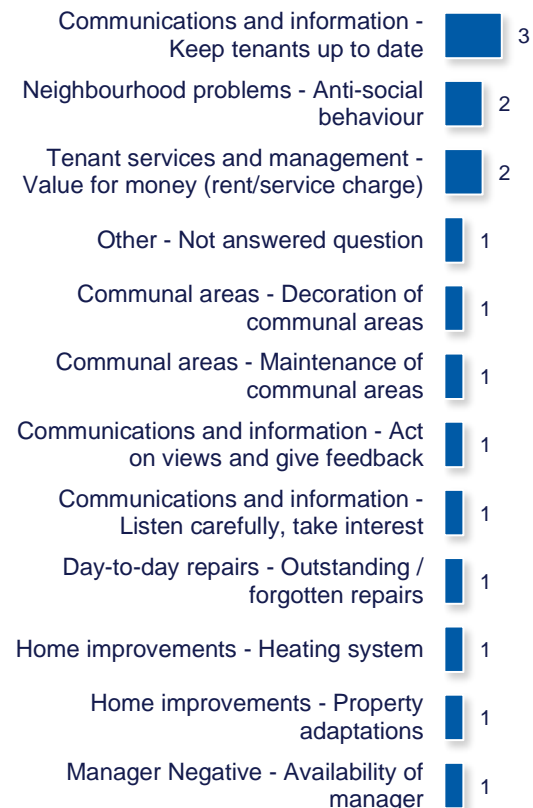 Communications and information -
Keep tenants up to date
3
Neighbourhood problems - Anti-social
behaviour
2
Tenant services and management -
Value for money (rent/service charge)
2
Other - Not answered question
1
Communal areas - Decoration of
communal areas
1
Communal areas - Maintenance of
communal areas
1
Communications and information - Act
on views and give feedback
1
Communications and information -
Listen carefully, take interest
1
Day-to-day repairs - Outstanding /
forgotten repairs
1
Home improvements - Heating system
1
Home improvements - Property
adaptations
1
Manager Negative - Availability of
manager
1